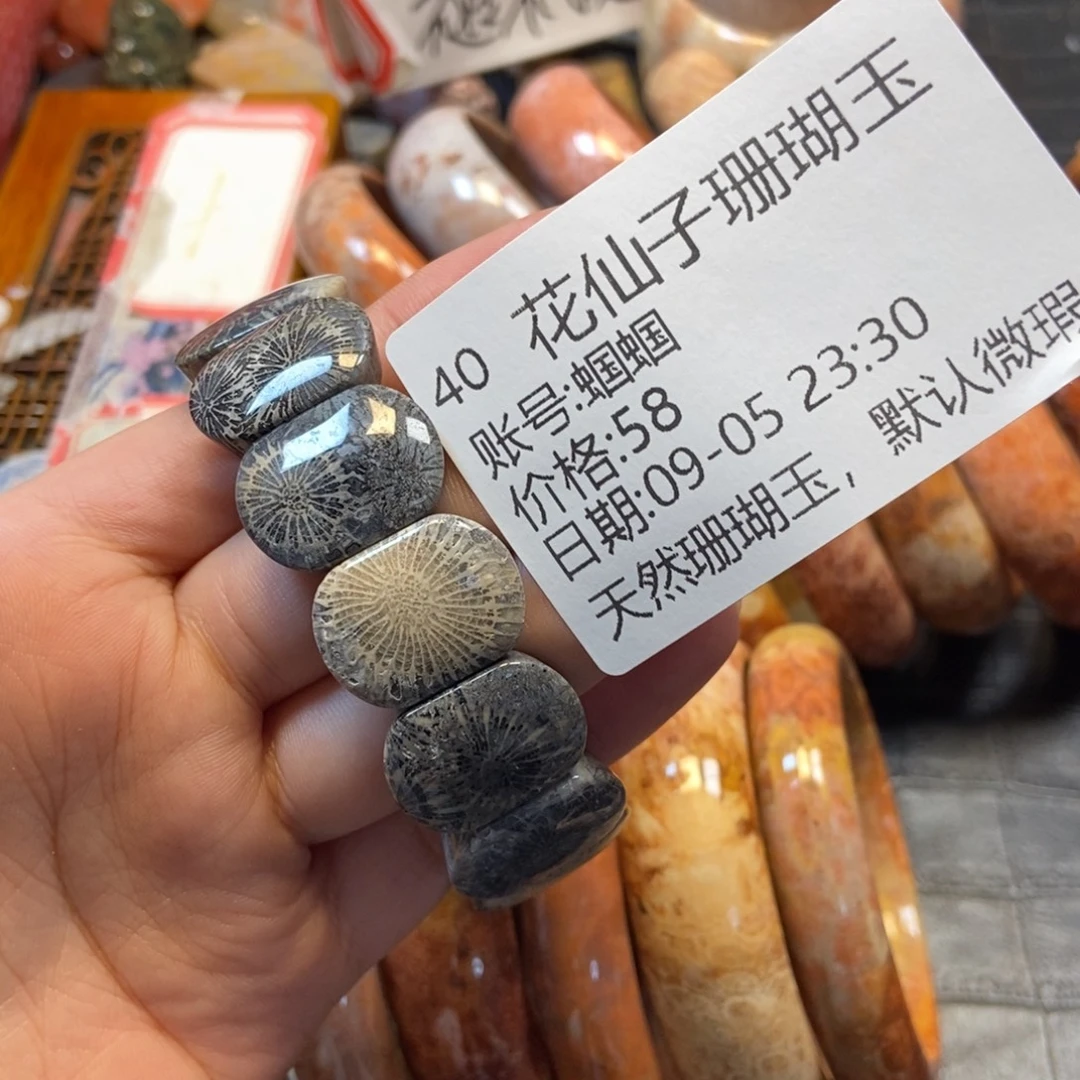 40 花仙子珊瑚玉
账号:蝈蝈
价格:58
日期:09-05 23:30
天然珊瑚玉，默认微瑕